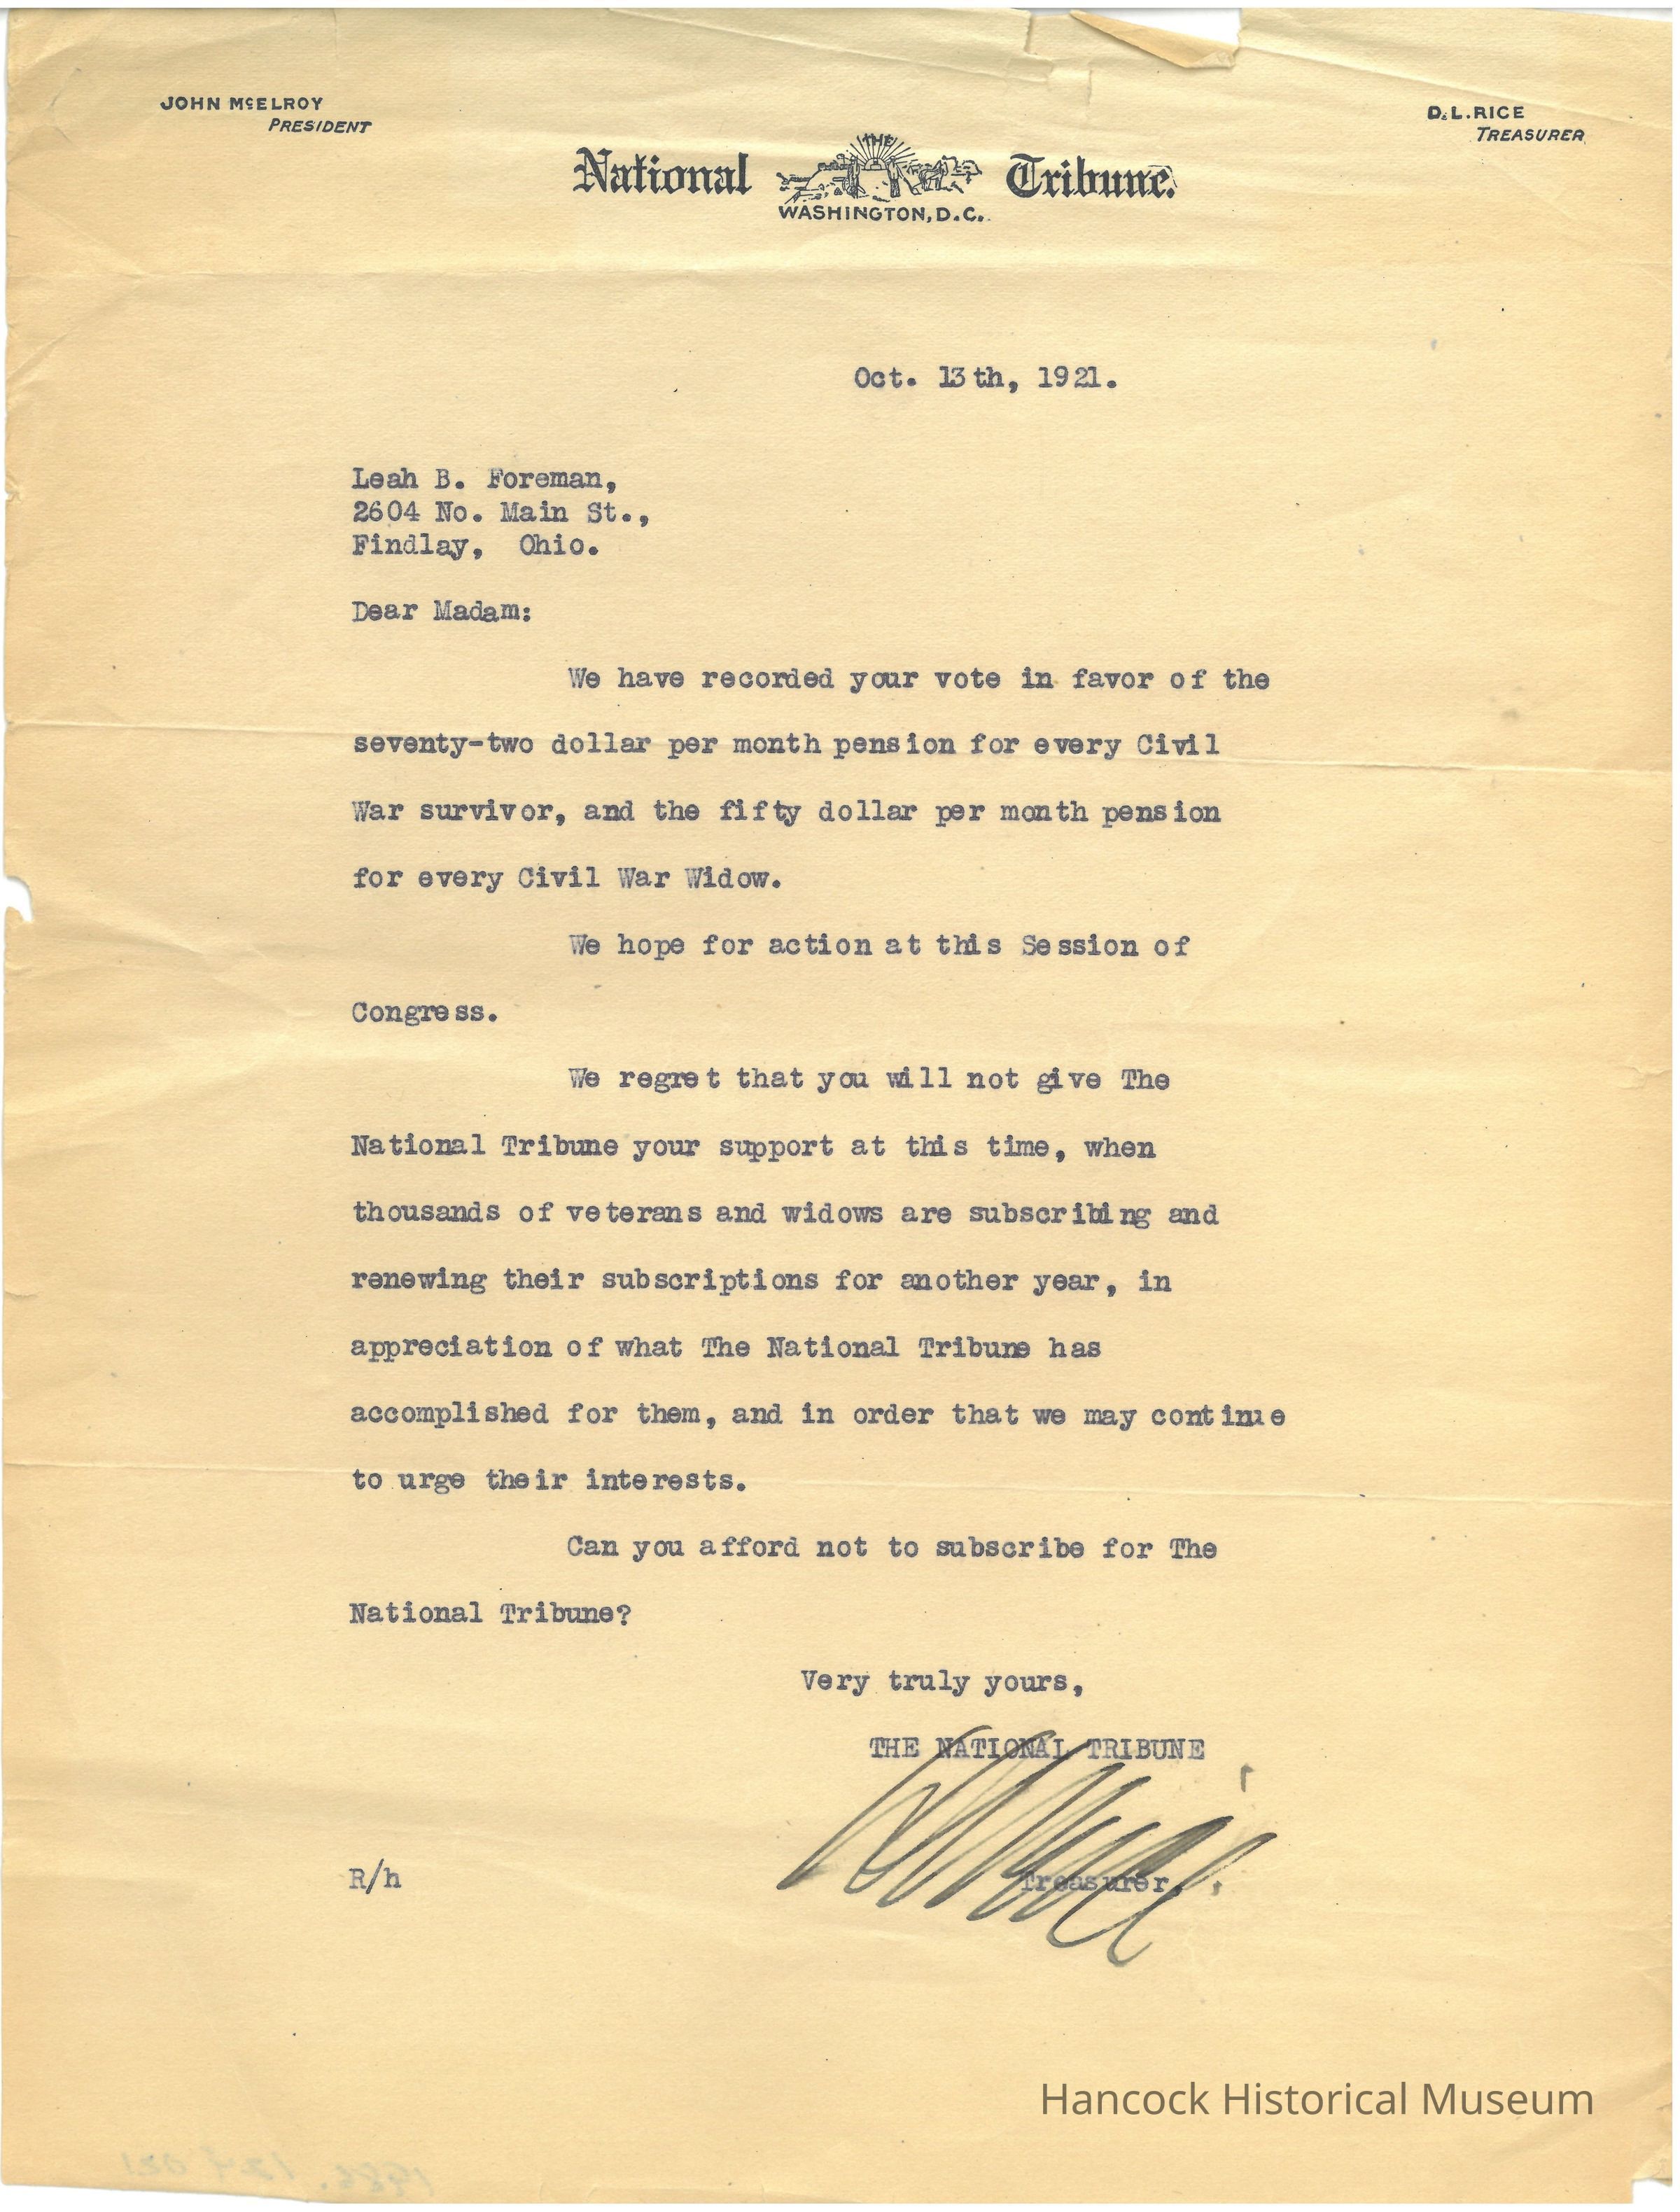 JOHN McELROY
PRESIDENT
D.L.RICE
TREASURER
THE
National Tribune.
WASHINGTON, D.C.
Oct. 13th, 1921.
Leah B. Foreman,
2604 No. Main St.,
Findlay, Ohio.
Dear Madam:
We have recorded your vote in favor of the
seventy-two dollar per month pension for every Civil
War survivor, and the fifty dollar per month pension
for every Civil War Widow.
We hope for action at this Session of
Congress.
We regret that you will not give The
National Tribune your support at this time, when
thousands of veterans and widows are subscribing and
renewing their subscriptions for another year, in
appreciation of what The National Tribune has
accomplished for them, and in order that we may continue
to urge their interests.
Can you afford not to subscribe for The
National Tribune?
Very truly yours,
THE NATIONAL TRIBUNE
R/h
Treasurer.
Hancock Historical Museum